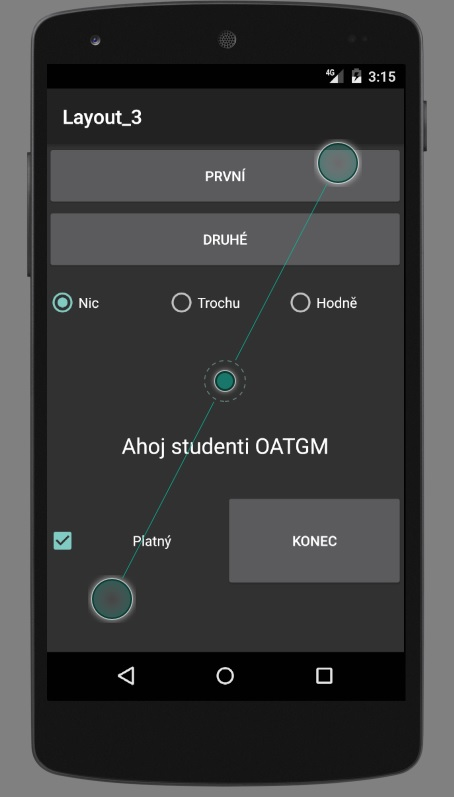 4G 3:15
Layout_3
PRVNÍ
DRUHÉ
Nic Trochu Hodně
Ahoj studenti OATGM
Platný KONEC